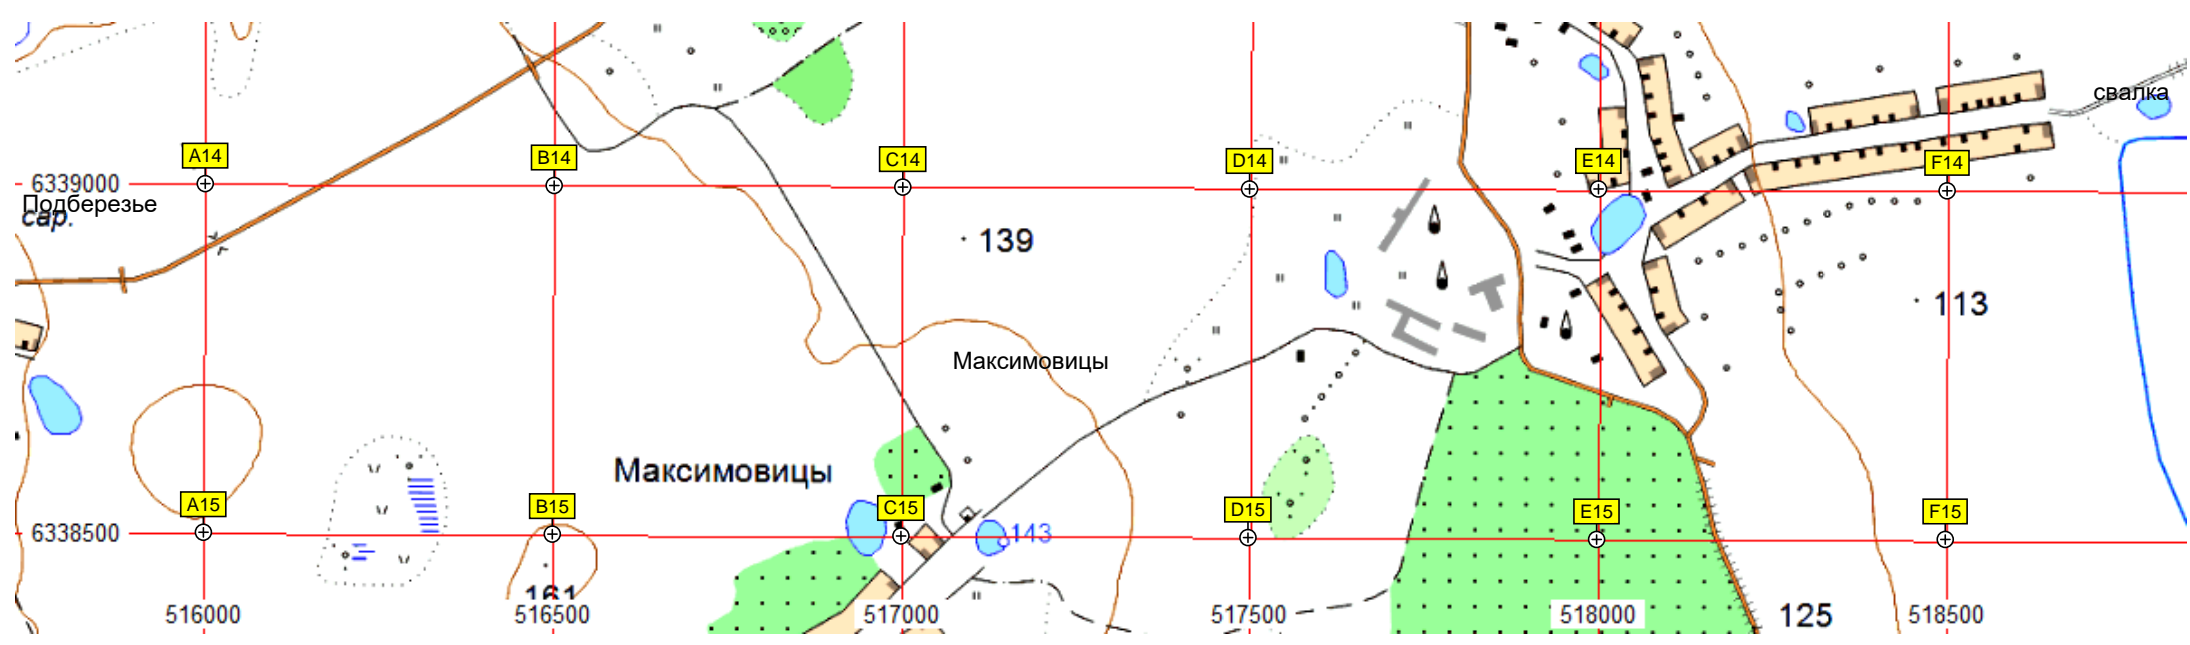 свалка
A14 B14 C14 D14 E14 F14
6339000
Подберезье
сар.
139
113
Максимовицы
Максимовицы
A15 B15 C15 D15 E15 F15
6338500
143
161
516000 516500 517000 517500 518000 125 518500